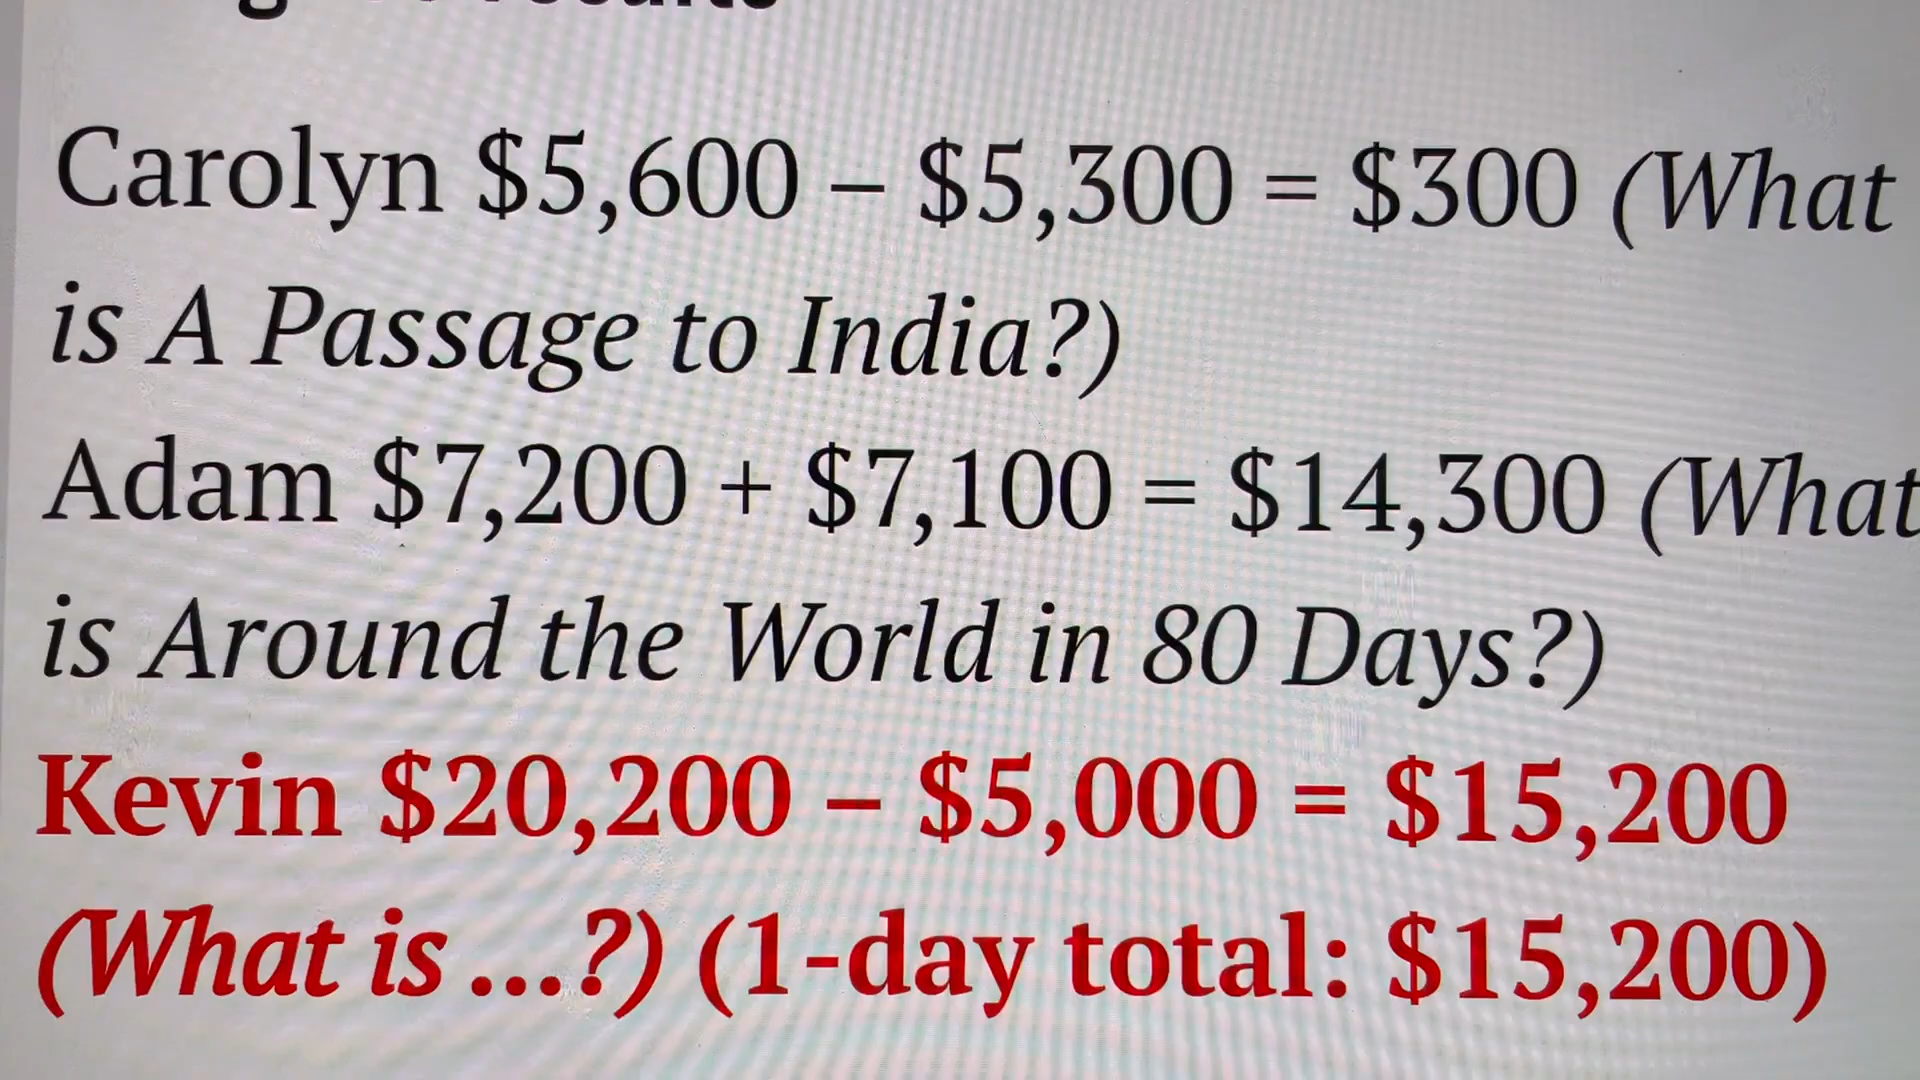 Carolyn $5,600 – $5,300 = $300 (What
is A Passage to India?)
Adam $7,200 + $7,100 = $14,300 (What
is Around the World in 80 Days?)
Kevin $20,200 – $5,000 = $15,200
(What is …?) (1-day total: $15,200)